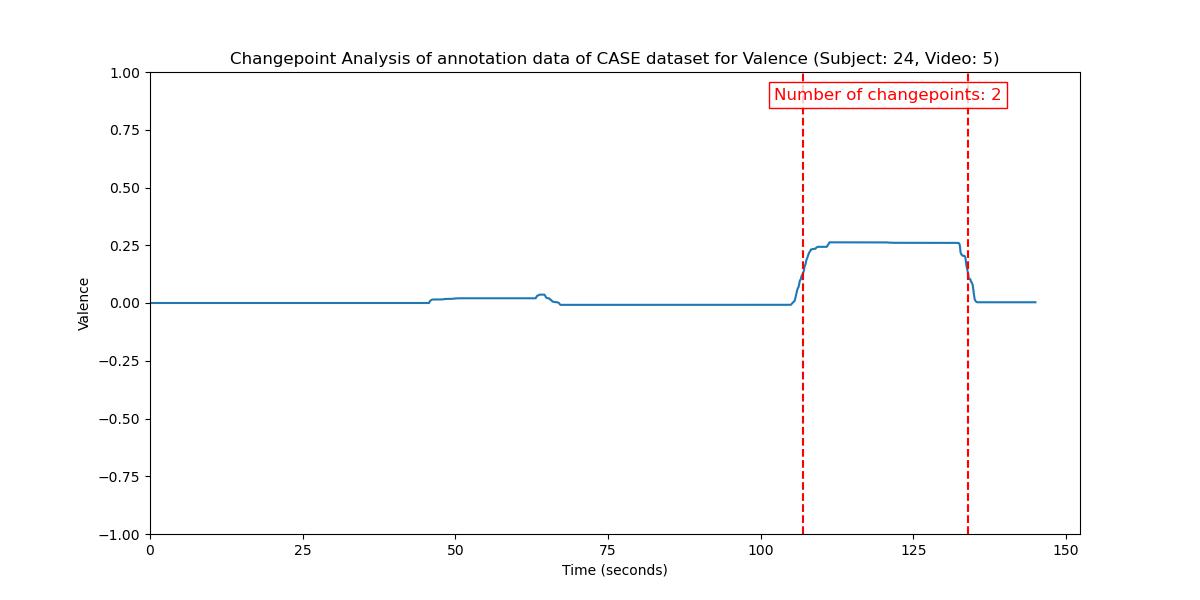 Changepoint Analysis of annotation data of CASE dataset for Valence (Subject: 24, Video: 5)
Number of changepoints: 2
1.00
0.75
0.50
0.25
0.00
−0.25
−0.50
−0.75
−1.00
Valence
0 25 50 75 100 125 150
Time (seconds)